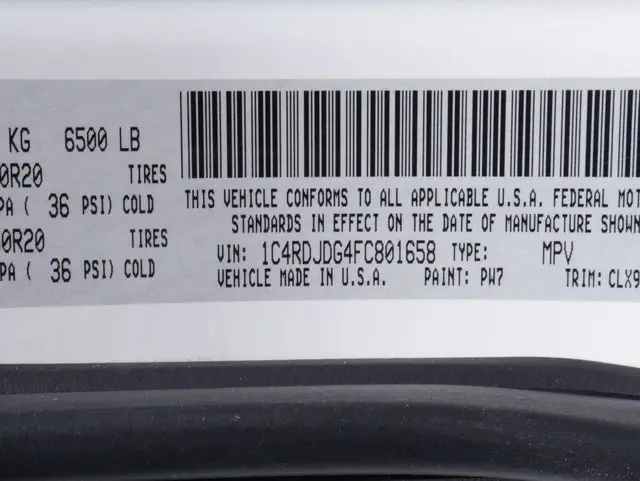 KG 6500 LB
0R20 TIRES
PA ( 36 PSI) COLD
0R20 TIRES
PA ( 36 PSI) COLD
THIS VEHICLE CONFORMS TO ALL APPLICABLE U.S.A. FEDERAL MOT
STANDARDS IN EFFECT ON THE DATE OF MANUFACTURE SHOWN
VIN: 1C4RDJDG4FC801658 TYPE: MPV
VEHICLE MADE IN U.S.A. PAINT: PW7 TRIM: CLX9